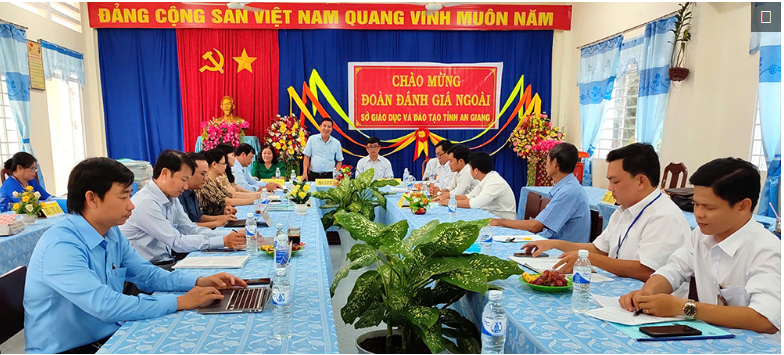 ĐẢNG CỘNG SẢN VIỆT NAM QUANG VINH MUÔN NĂM
CHÀO MỪNG
ĐOÀN ĐÁNH GIÁ NGOÀI
SỞ GIÁO DỤC VÀ ĐÀO TẠO TỈNH AN GIANG